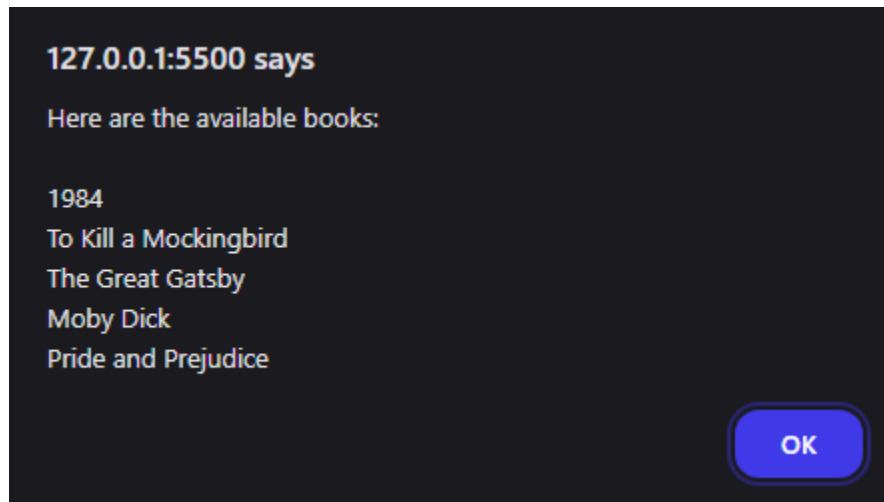 127.0.0.1:5500 says
Here are the available books:
1984
To Kill a Mockingbird
The Great Gatsby
Moby Dick
Pride and Prejudice
OK